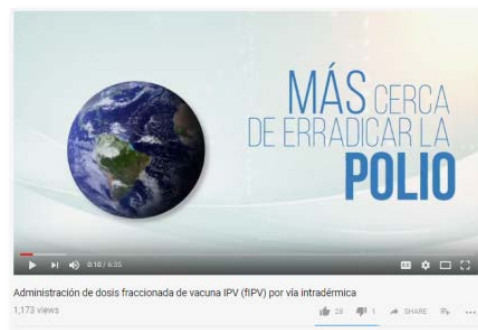 MÁS CERCA
DE ERRADICAR LA
POLIO
0:10 / 6:35
Administración de dosis fraccionada de vacuna IPV (fIPV) por vía intradérmica
1,173 views
28
1
SHARE